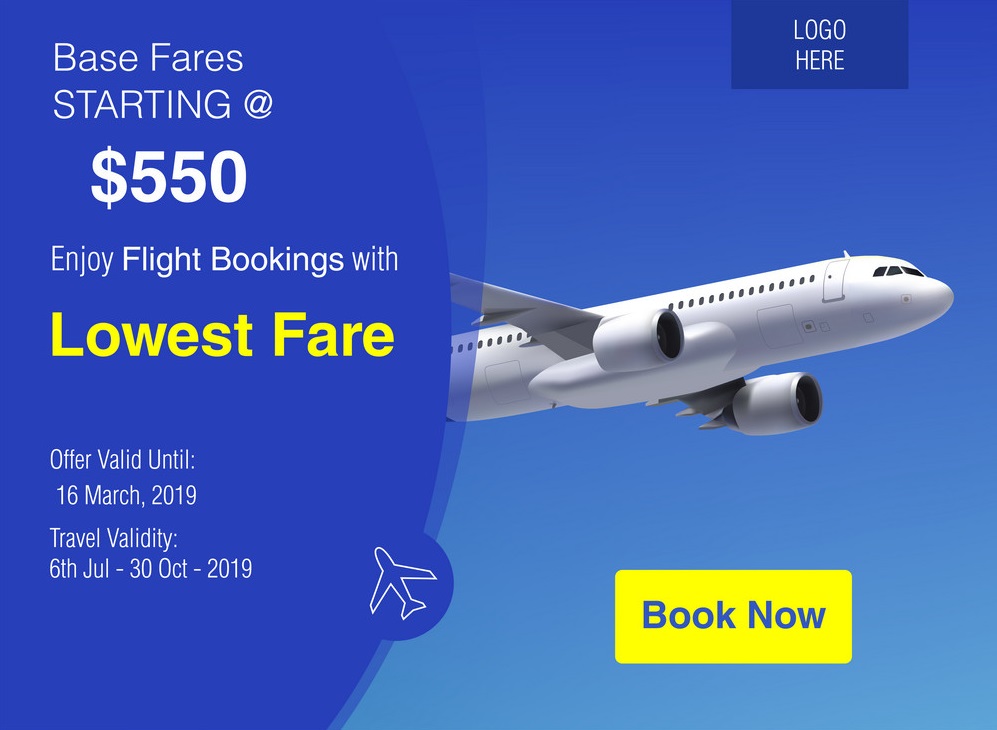 Base Fares
STARTING @
$550
Enjoy Flight Bookings with
Lowest Fare
Offer Valid Until:
16 March, 2019
Travel Validity:
6th Jul - 30 Oct - 2019
LOGO
HERE
Book Now